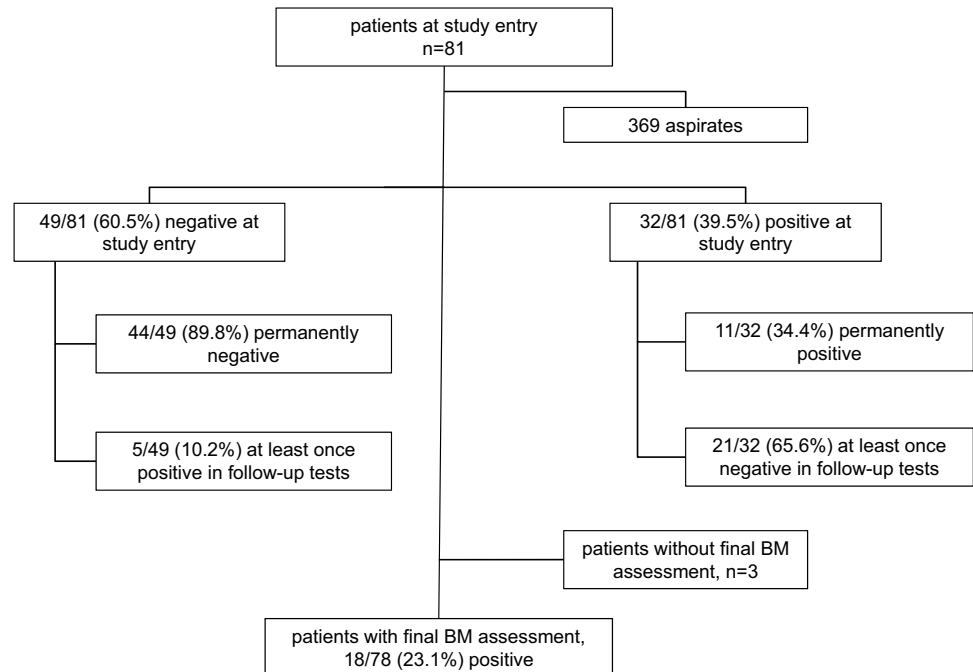 patients at study entry
n=81
369 aspirates
49/81 (60.5%) negative at
study entry
32/81 (39.5%) positive at
study entry
44/49 (89.8%) permanently
negative
11/32 (34.4%) permanently
positive
5/49 (10.2%) at least once
positive in follow-up tests
21/32 (65.6%) at least once
negative in follow-up tests
patients without final BM
assessment, n=3
patients with final BM assessment,
18/78 (23.1%) positive